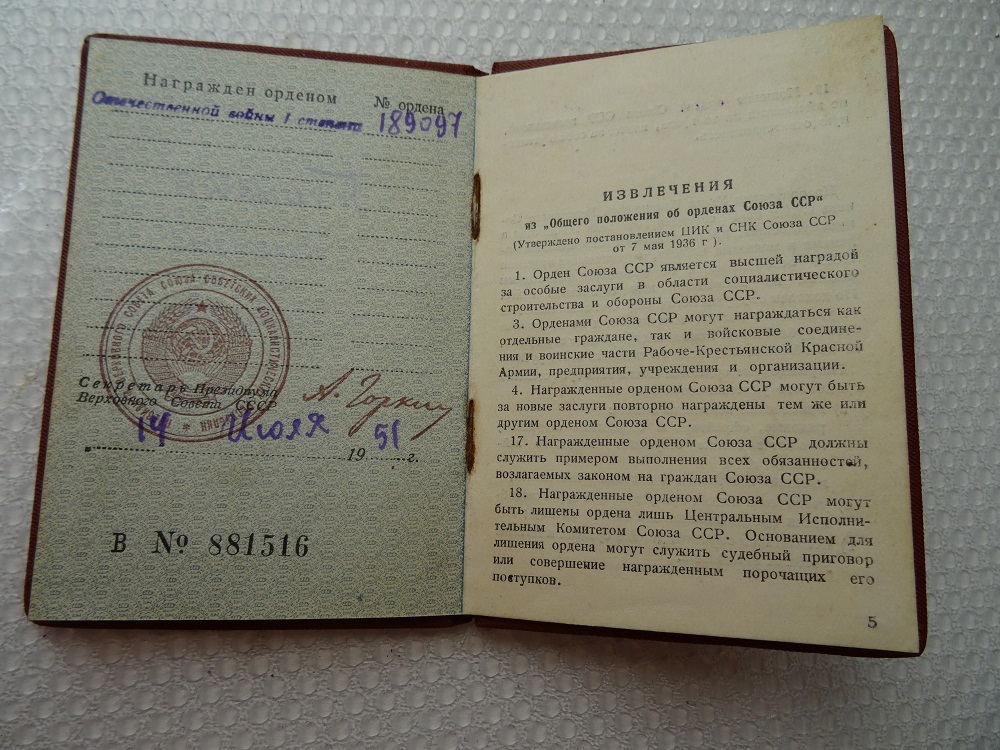 Награжден орденом
№ ордена
Отечественной войны I степени 189097
СОВЕТА СОЮЗА СОВЕТСКИХ
Секретарь Президиума
Верховного Совета СССР
А. Горкин
14 Июля 1951 г.
В № 881516
ИЗВЛЕЧЕНИЯ
из „Общего положения об орденах Союза ССР“
(Утверждено постановлением ЦИК и СНК Союза ССР
от 7 мая 1936 г ).
1. Орден Союза ССР является высшей наградой
за особые заслуги в области социалистического
строительства и обороны Союза ССР.
3. Орденами Союза ССР могут награждаться как
отдельные граждане, так и войсковые соедине-
ния и воинские части Рабоче-Крестьянской Красной
Армии, предприятия, учреждения и организации.
4. Награжденные орденом Союза ССР могут быть
за новые заслуги повторно награждены тем же или
другим орденом Союза ССР.
17. Награжденные орденом Союза ССР должны
служить примером выполнения всех обязанностей,
возлагаемых законом на граждан Союза ССР.
18. Награжденные орденом Союза ССР могут
быть лишены ордена лишь Центральным Исполни-
тельным Комитетом Союза ССР. Основанием для
лишения ордена могут служить судебный приговор
или совершение награжденным порочащих его
поступков.
5